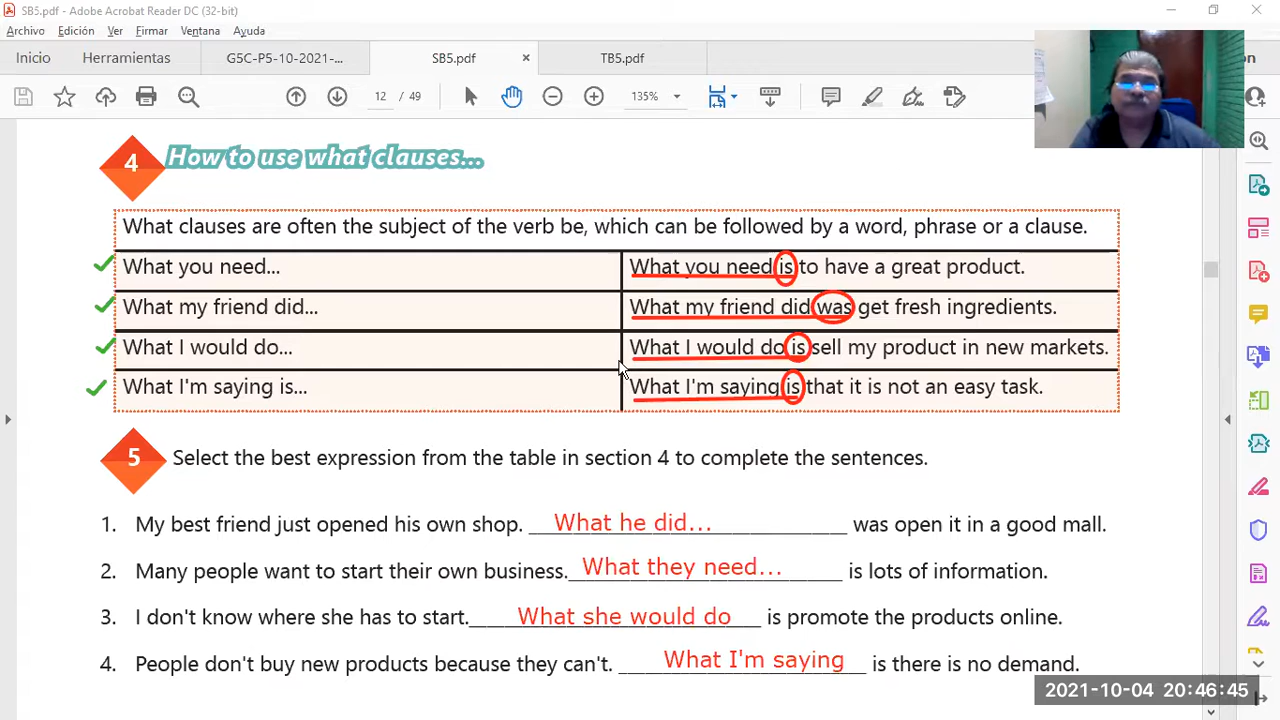 SB5.pdf - Adobe Acrobat Reader DC (32-bit)
Archivo Edición Ver Firmar Ventana Ayuda
Inicio Herramientas G5C-P5-10-2021-... SB5.pdf × TB5.pdf
12 / 49 135%
4 How to use what clauses...
What clauses are often the subject of the verb be, which can be followed by a word, phrase or a clause.
What you need... What you need is to have a great product.
What my friend did... What my friend did was get fresh ingredients.
What I would do... What I would do is sell my product in new markets.
What I'm saying is... What I'm saying is that it is not an easy task.
5 Select the best expression from the table in section 4 to complete the sentences.
1. My best friend just opened his own shop. What he did... was open it in a good mall.
2. Many people want to start their own business. What they need... is lots of information.
3. I don't know where she has to start. What she would do is promote the products online.
4. People don't buy new products because they can't. What I'm saying is there is no demand.
2021-10-04 20:46:45